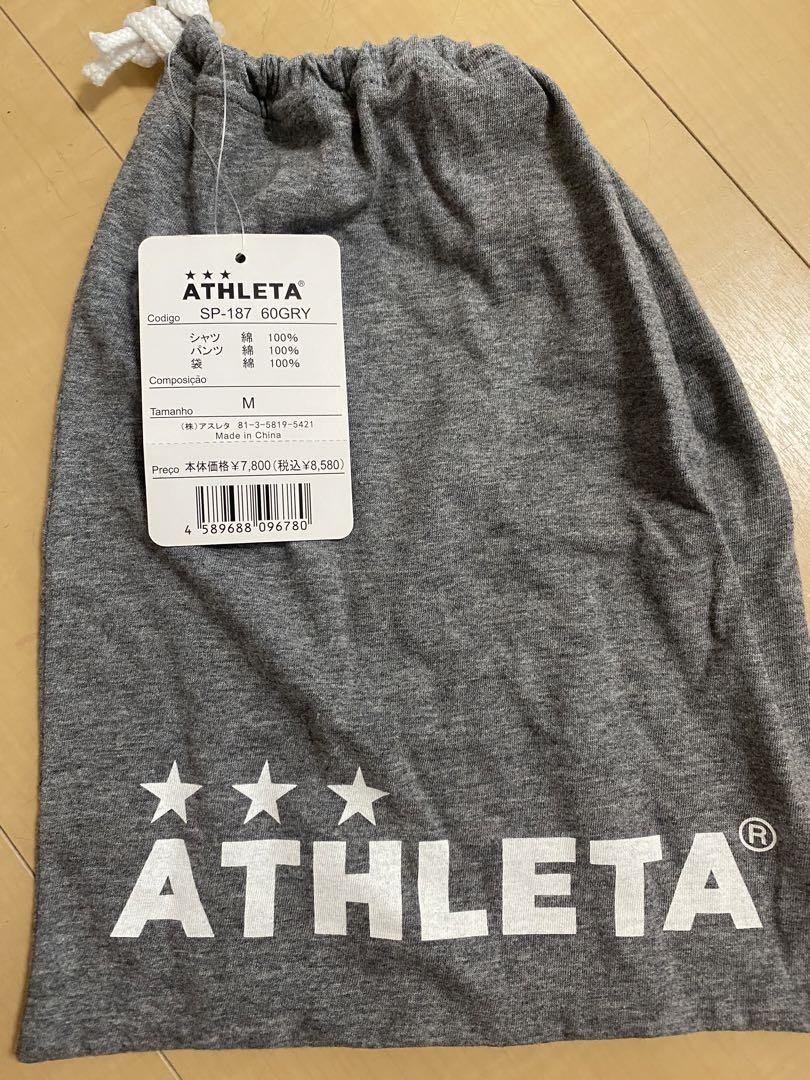 ★★★
ATHLETA®
Codigo SP-187 60GRY
シャツ 綿 100%
パンツ 綿 100%
袋 綿 100%
Composição
Tamanho M
(株)アスレタ 81-3-5819-5421
Made in China
Preço 本体価格¥7,800(税込¥8,580)
4 589688 096780
★★★
ATHLETA®